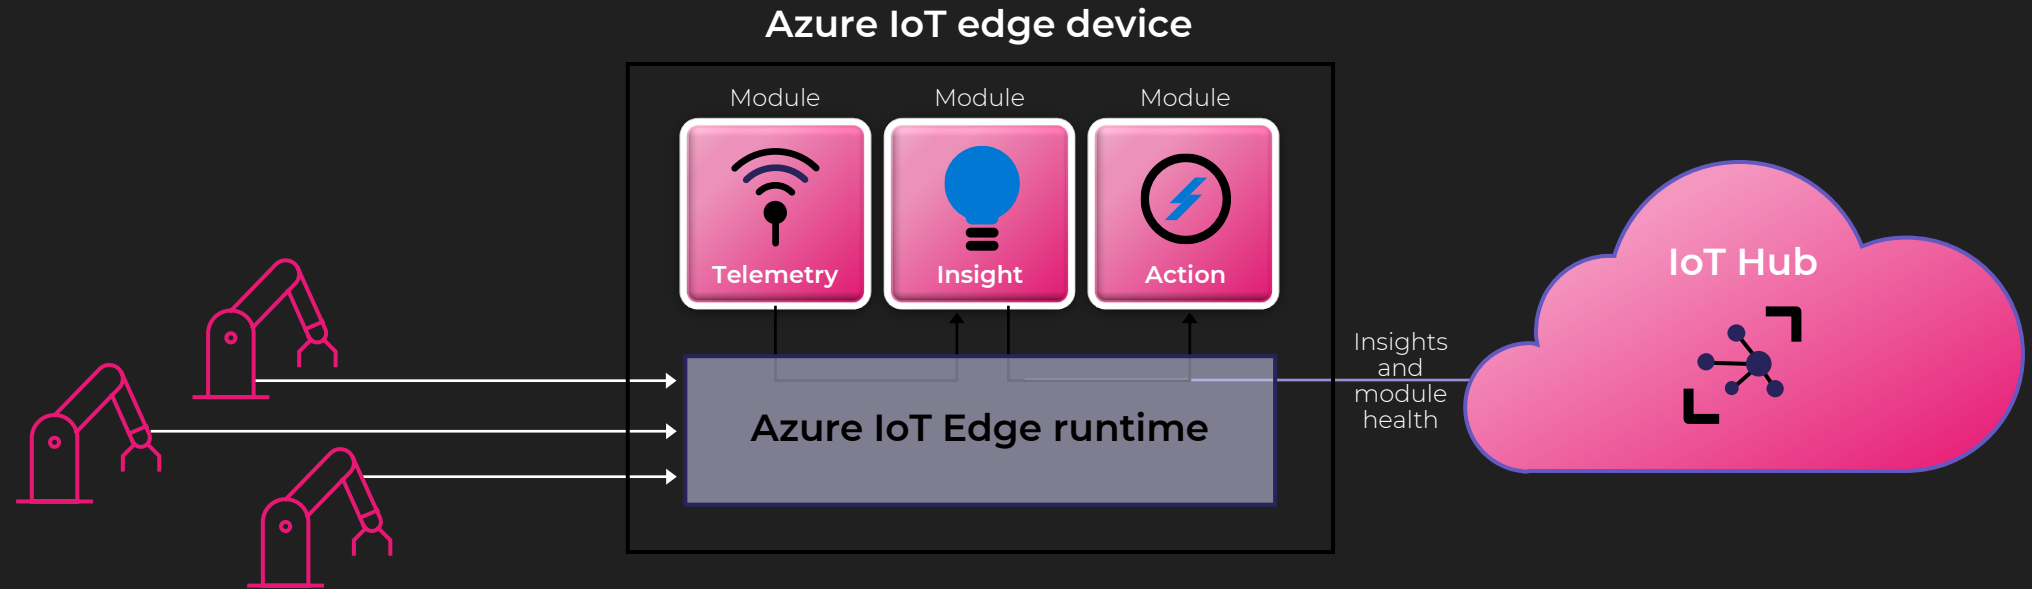 Azure IoT edge device
Module
Module
Module
Telemetry
Insight
Action
Azure IoT Edge runtime
Insights
and
module
health
IoT Hub